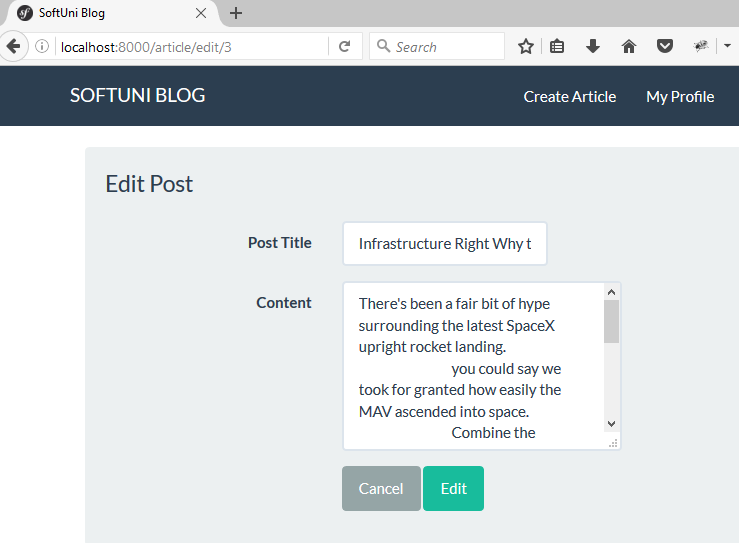 SoftUni Blog
localhost:8000/article/edit/3
Search
SOFTUNI BLOG
Create Article
My Profile
Edit Post
Post Title
Infrastructure Right Why t
Content
There's been a fair bit of hype
surrounding the latest SpaceX
upright rocket landing.
you could say we
took for granted how easily the
MAV ascended into space.
Combine the
Cancel
Edit